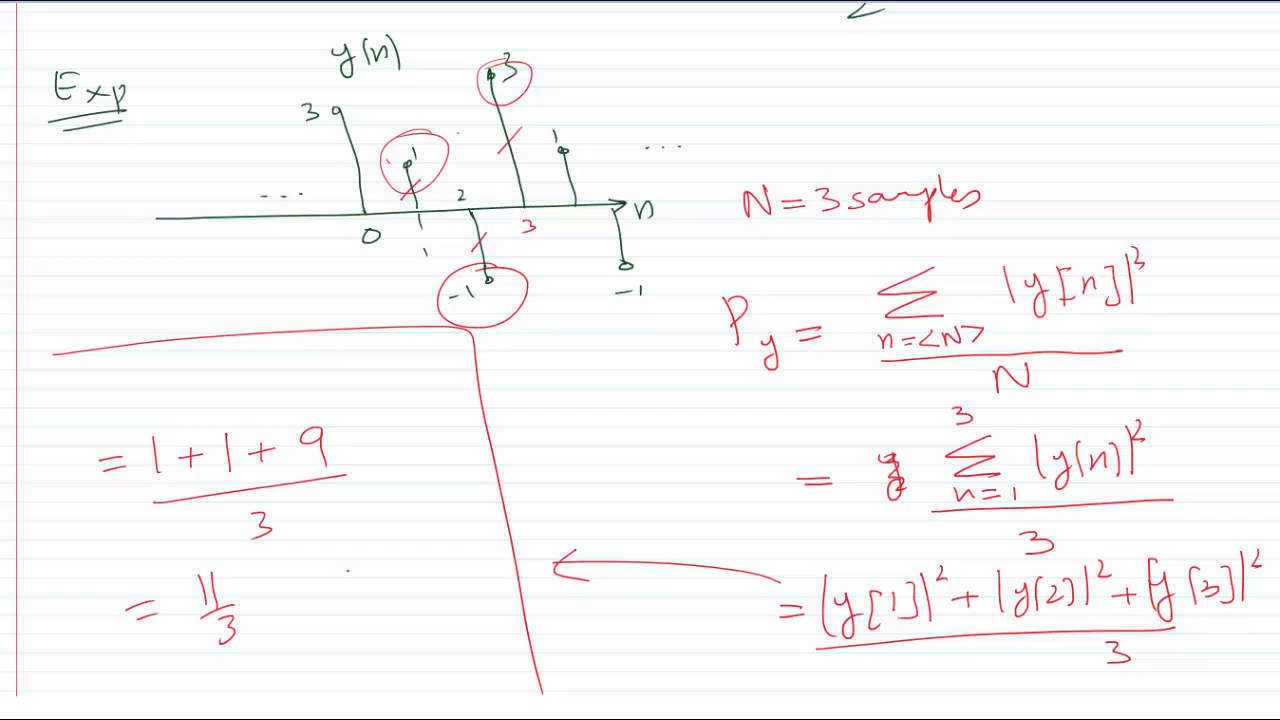 Exp
y(n)
3
3
1
1
2
...
...
n
0
1
3
-1
-1
N = 3 samples
P_y = Σ_{n=<N>} |y[n]|^3 / N
= Σ_{n=1}^{3} |y(n)|^2 / 3
= |y[1]|^2 + |y(2)|^2 + |y[3]|^2 / 3
= 1 + 1 + 9 / 3
= 11/3